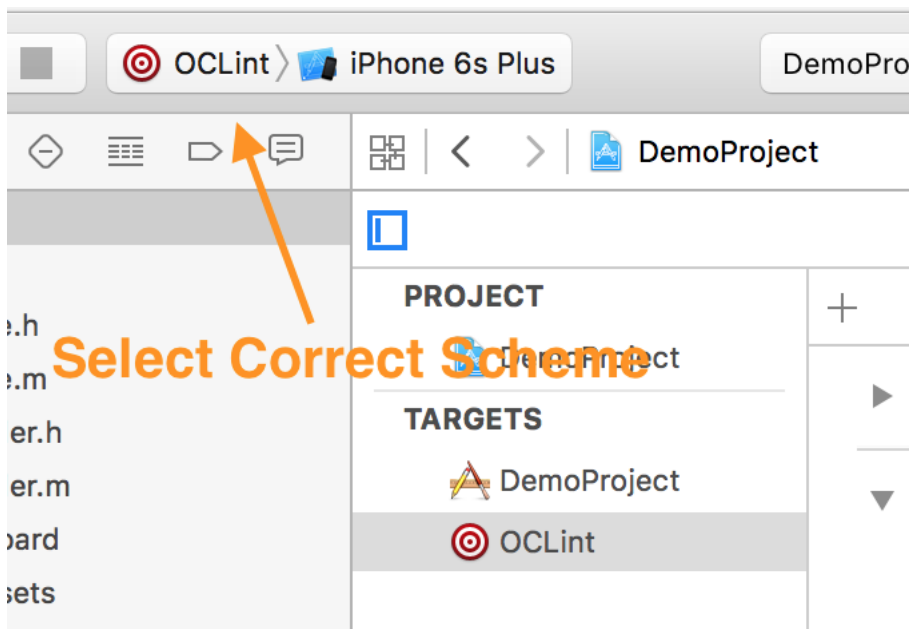 OCLint iPhone 6s Plus
DemoPro
DemoProject
PROJECT
DemoProject
TARGETS
DemoProject
OCLint
Select Correct Scheme
e.h
e.m
er.h
er.m
oard
sets